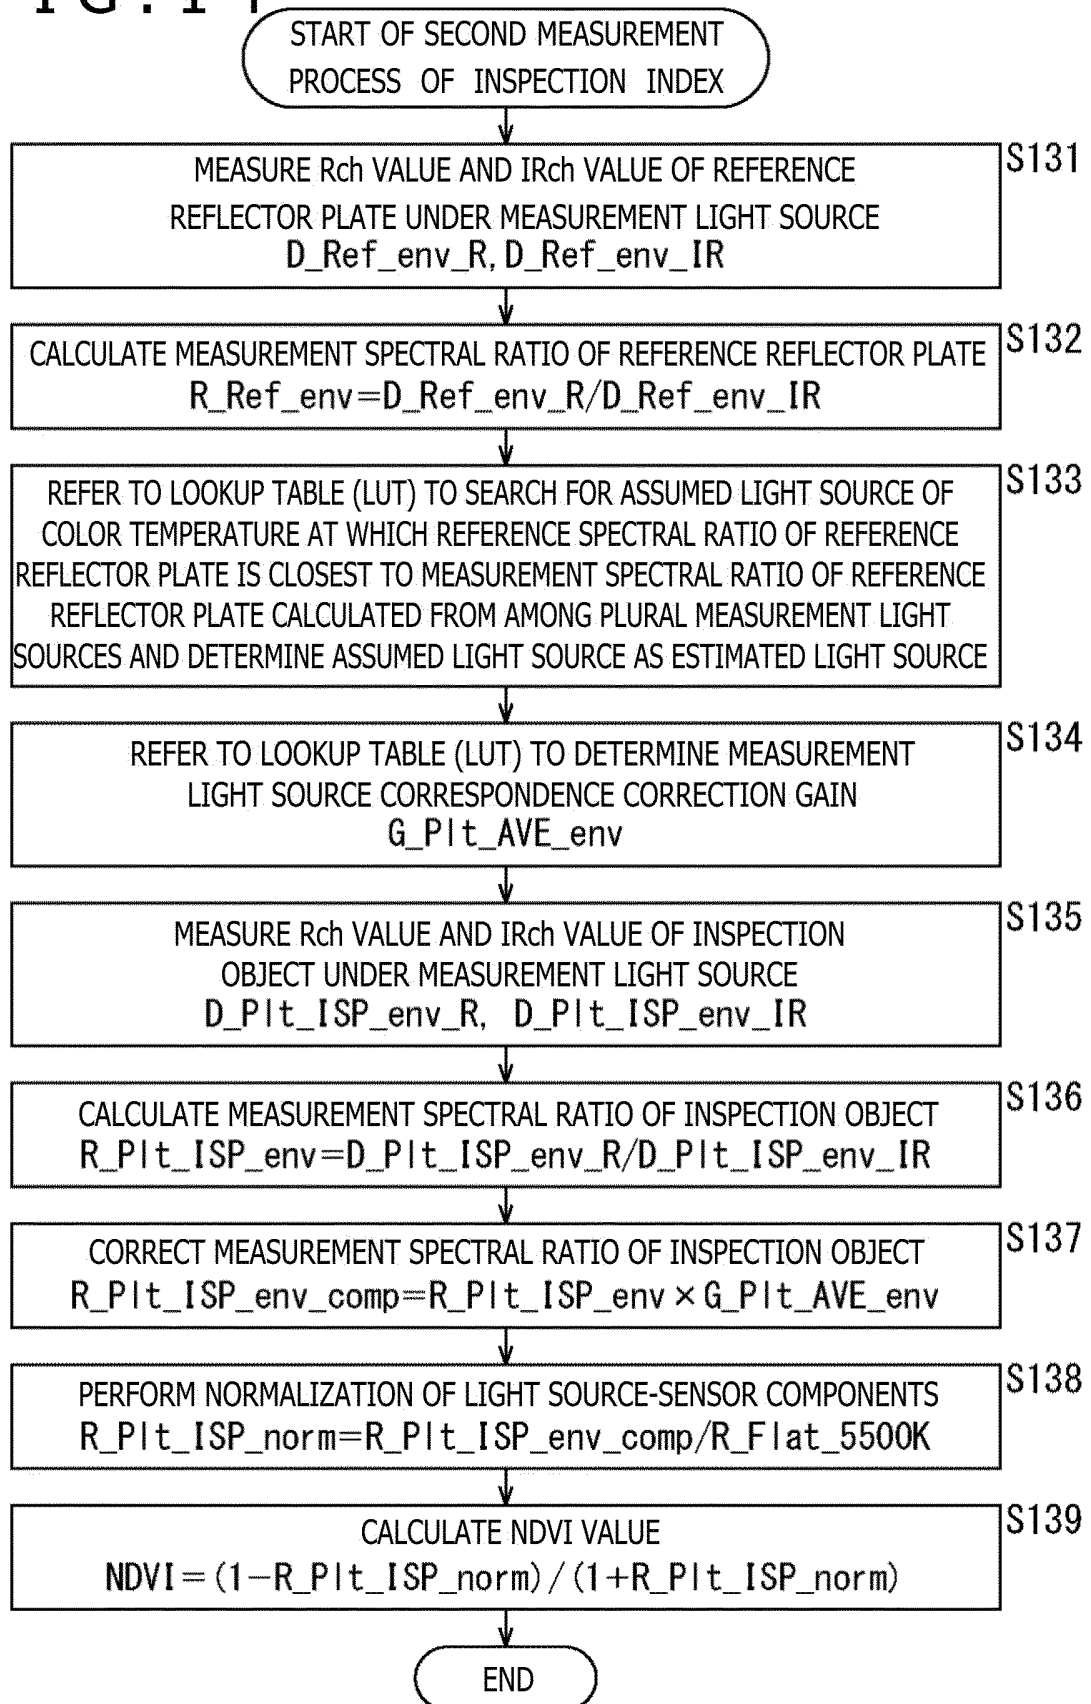 START OF SECOND MEASUREMENT
PROCESS OF INSPECTION INDEX
S131
MEASURE Rch VALUE AND IRch VALUE OF REFERENCE
REFLECTOR PLATE UNDER MEASUREMENT LIGHT SOURCE
D_Ref_env_R, D_Ref_env_IR
S132
CALCULATE MEASUREMENT SPECTRAL RATIO OF REFERENCE REFLECTOR PLATE
R_Ref_env=D_Ref_env_R/D_Ref_env_IR
S133
REFER TO LOOKUP TABLE (LUT) TO SEARCH FOR ASSUMED LIGHT SOURCE OF
COLOR TEMPERATURE AT WHICH REFERENCE SPECTRAL RATIO OF REFERENCE
REFLECTOR PLATE IS CLOSEST TO MEASUREMENT SPECTRAL RATIO OF REFERENCE
REFLECTOR PLATE CALCULATED FROM AMONG PLURAL MEASUREMENT LIGHT
SOURCES AND DETERMINE ASSUMED LIGHT SOURCE AS ESTIMATED LIGHT SOURCE
S134
REFER TO LOOKUP TABLE (LUT) TO DETERMINE MEASUREMENT
LIGHT SOURCE CORRESPONDENCE CORRECTION GAIN
G_Plt_AVE_env
S135
MEASURE Rch VALUE AND IRch VALUE OF INSPECTION
OBJECT UNDER MEASUREMENT LIGHT SOURCE
D_Plt_ISP_env_R, D_Plt_ISP_env_IR
S136
CALCULATE MEASUREMENT SPECTRAL RATIO OF INSPECTION OBJECT
R_Plt_ISP_env=D_Plt_ISP_env_R/D_Plt_ISP_env_IR
S137
CORRECT MEASUREMENT SPECTRAL RATIO OF INSPECTION OBJECT
R_Plt_ISP_env_comp=R_Plt_ISP_env×G_Plt_AVE_env
S138
PERFORM NORMALIZATION OF LIGHT SOURCE-SENSOR COMPONENTS
R_Plt_ISP_norm=R_Plt_ISP_env_comp/R_Flat_5500K
S139
CALCULATE NDVI VALUE
NDVI=(1-R_Plt_ISP_norm)/(1+R_Plt_ISP_norm)
END